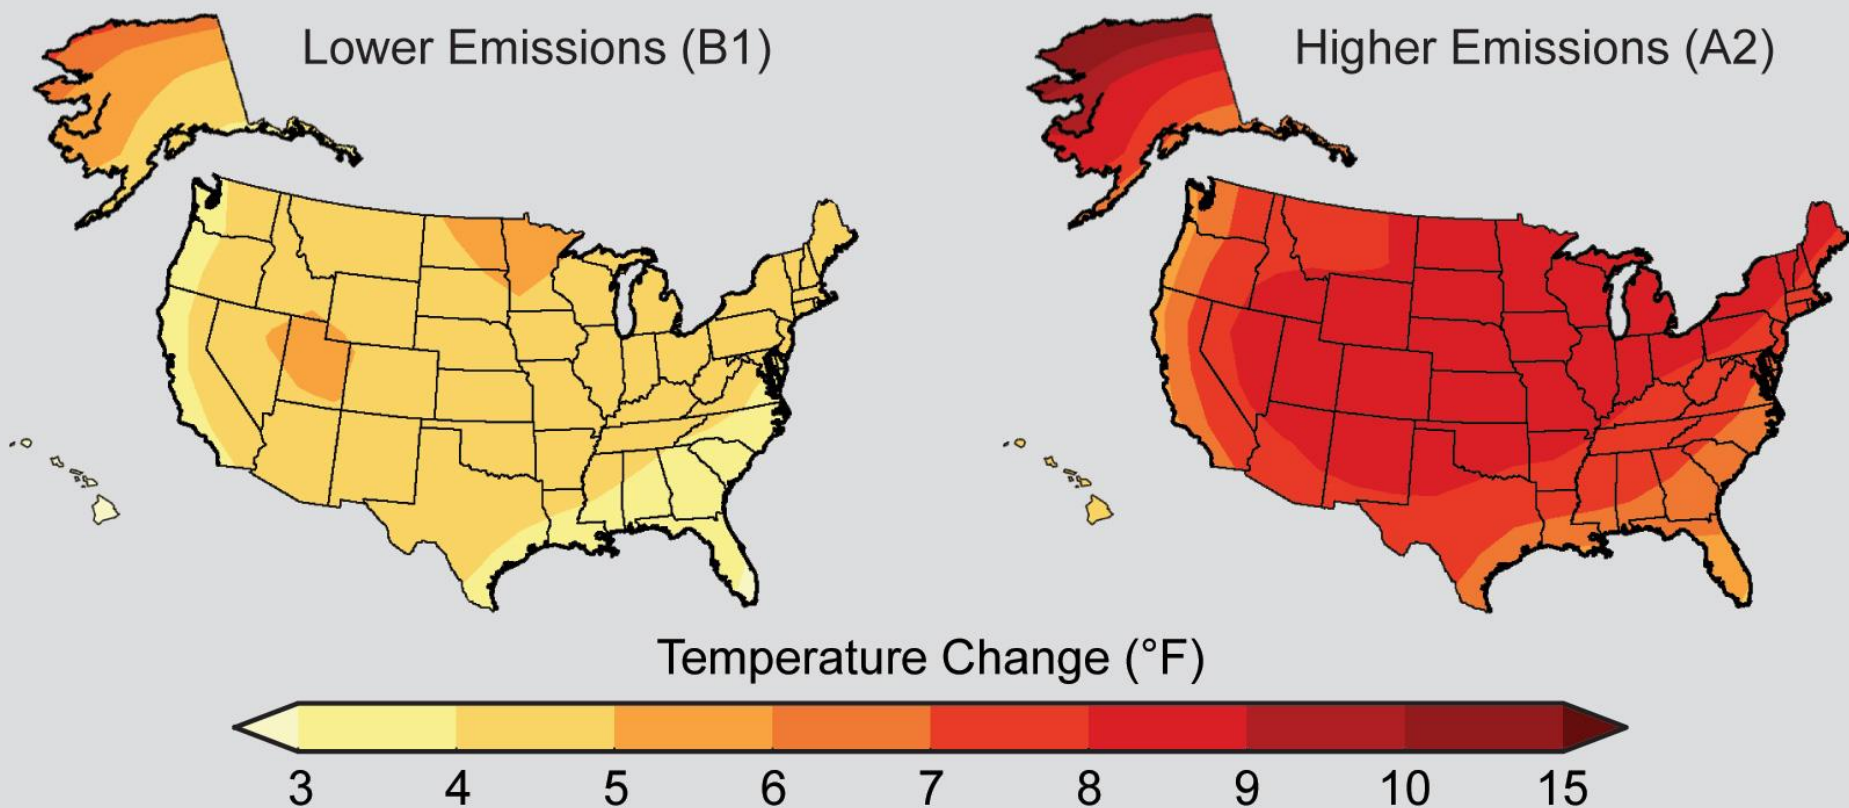 Lower Emissions (B1)
Higher Emissions (A2)
Temperature Change (°F)
3 4 5 6 7 8 9 10 15